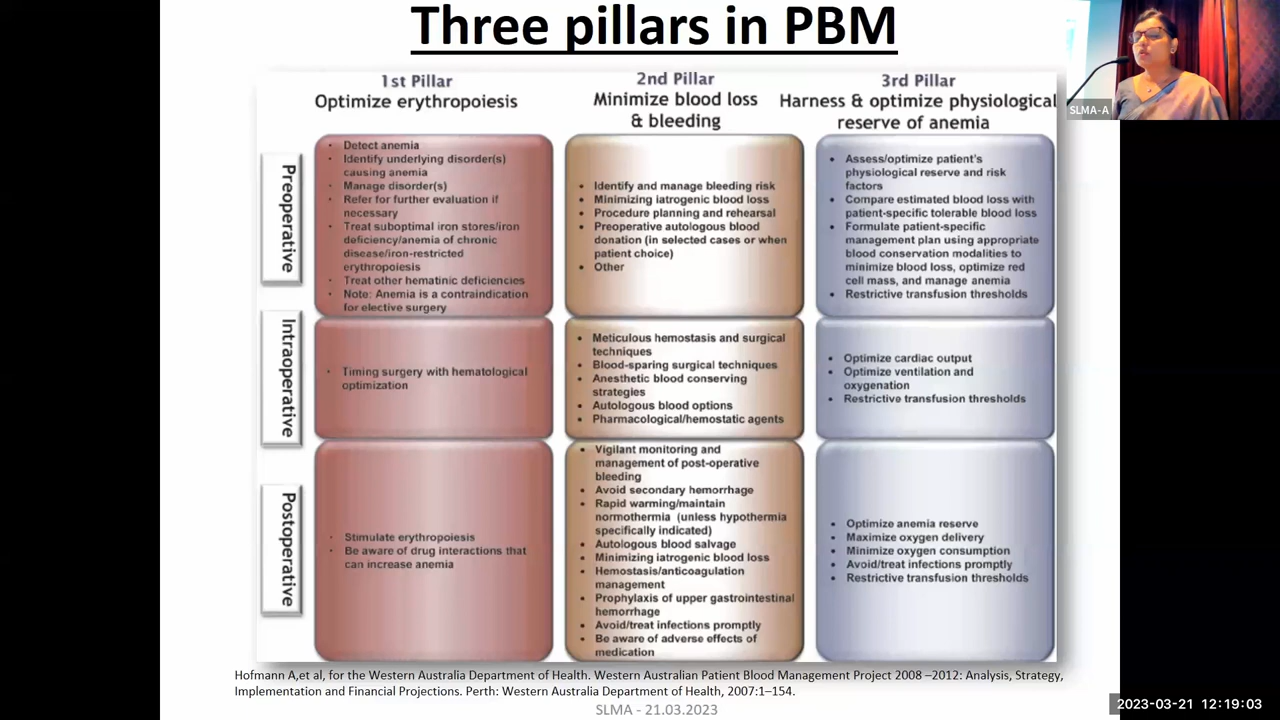 Three pillars in PBM
1st Pillar
Optimize erythropoiesis
2nd Pillar
Minimize blood loss
& bleeding
3rd Pillar
Harness & optimize physiological
reserve of anemia
SLMA-A
Preoperative
• Detect anemia
• Identify underlying disorder(s)
causing anemia
• Manage disorder(s)
• Refer for further evaluation if
necessary
• Treat suboptimal iron stores/iron
deficiency/anemia of chronic
disease/iron-restricted
erythropoiesis
• Treat other hematinic deficiencies
• Note: Anemia is a contraindication
for elective surgery
• Identify and manage bleeding risk
• Minimizing iatrogenic blood loss
• Procedure planning and rehearsal
• Preoperative autologous blood
donation (in selected cases or when
patient choice)
• Other
• Assess/optimize patient's
physiological reserve and risk
factors
• Compare estimated blood loss with
patient-specific tolerable blood loss
• Formulate patient-specific
management plan using appropriate
blood conservation modalities to
minimize blood loss, optimize red
cell mass, and manage anemia
• Restrictive transfusion thresholds
Intraoperative
• Timing surgery with hematological
optimization
• Meticulous hemostasis and surgical
techniques
• Blood-sparing surgical techniques
• Anesthetic blood conserving
strategies
• Autologous blood options
• Pharmacological/hemostatic agents
• Optimize cardiac output
• Optimize ventilation and
oxygenation
• Restrictive transfusion thresholds
Postoperative
• Stimulate erythropoiesis
• Be aware of drug interactions that
can increase anemia
• Vigilant monitoring and
management of post-operative
bleeding
• Avoid secondary hemorrhage
• Rapid warming/maintain
normothermia (unless hypothermia
specifically indicated)
• Autologous blood salvage
• Minimizing iatrogenic blood loss
• Hemostasis/anticoagulation
management
• Prophylaxis of upper gastrointestinal
hemorrhage
• Avoid/treat infections promptly
• Be aware of adverse effects of
medication
• Optimize anemia reserve
• Maximize oxygen delivery
• Minimize oxygen consumption
• Avoid/treat infections promptly
• Restrictive transfusion thresholds
Hofmann A,et al, for the Western Australia Department of Health. Western Australian Patient Blood Management Project 2008 –2012: Analysis, Strategy,
Implementation and Financial Projections. Perth: Western Australia Department of Health, 2007:1–154.
SLMA - 21.03.2023
2023-03-21 12:19:03